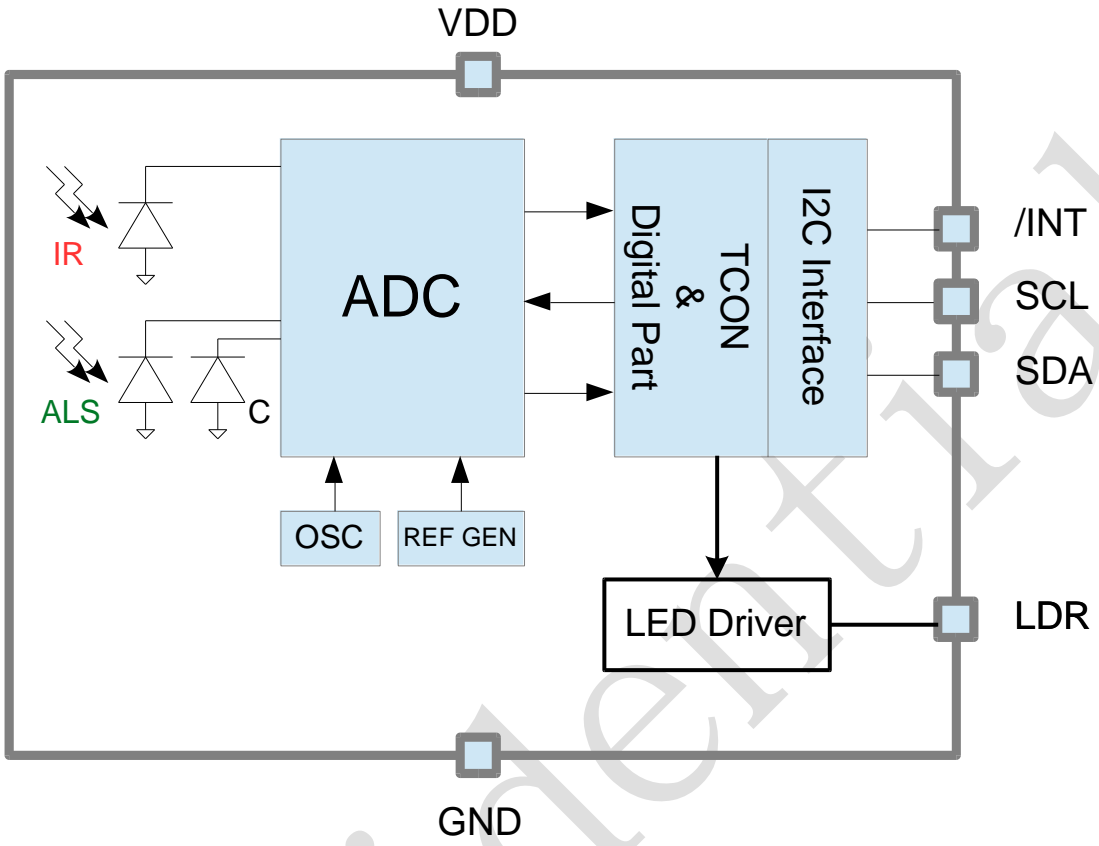 VDD
IR
ALS
C
ADC
OSC
REF GEN
TCON
&
Digital Part
I2C Interface
/INT
SCL
SDA
LED Driver
LDR
GND